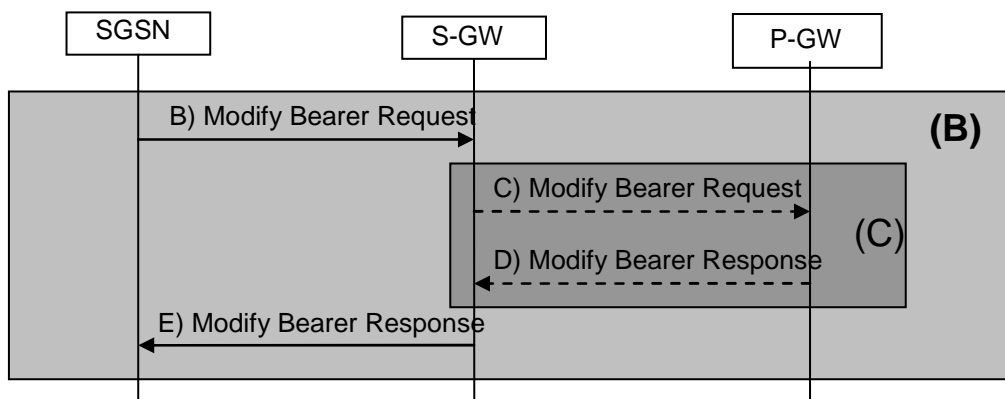 SGSN
S-GW
P-GW
B) Modify Bearer Request
(B)
C) Modify Bearer Request
(C)
D) Modify Bearer Response
E) Modify Bearer Response